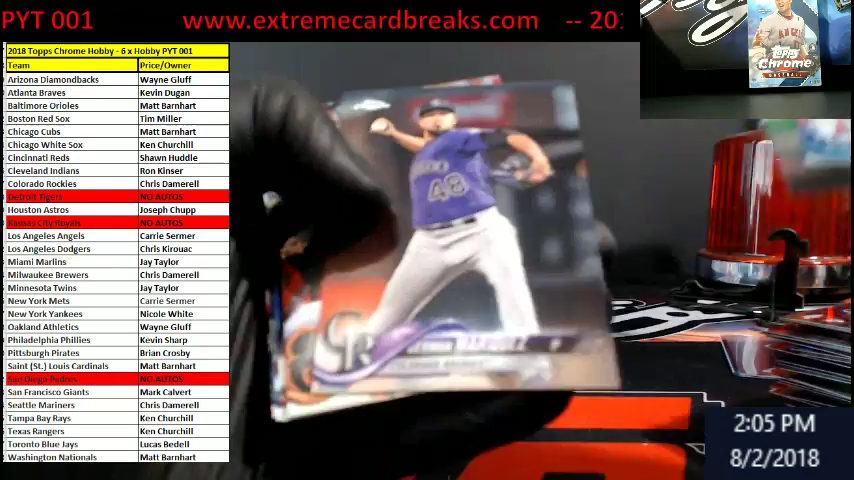 PYT 001 www.extremecardbreaks.com -- 201
2018 Topps Chrome Hobby - 6 x Hobby PYT 001
Team Price/Owner
Arizona Diamondbacks Wayne Gluff
Atlanta Braves Kevin Dugan
Baltimore Orioles Matt Barnhart
Boston Red Sox Tim Miller
Chicago Cubs Matt Barnhart
Chicago White Sox Ken Churchill
Cincinnati Reds Shawn Huddle
Cleveland Indians Ron Kinser
Colorado Rockies Chris Damerell
Detroit Tigers NO AUTOS
Houston Astros Joseph Chupp
Kansas City Royals NO AUTOS
Los Angeles Angels Carrie Sermer
Los Angeles Dodgers Chris Kirouac
Miami Marlins Jay Taylor
Milwaukee Brewers Chris Damerell
Minnesota Twins Jay Taylor
New York Mets Carrie Sermer
New York Yankees Nicole White
Oakland Athletics Wayne Gluff
Philadelphia Phillies Kevin Sharp
Pittsburgh Pirates Brian Crosby
Saint (St.) Louis Cardinals Matt Barnhart
San Diego Padres NO AUTOS
San Francisco Giants Mark Calvert
Seattle Mariners Chris Damerell
Tampa Bay Rays Ken Churchill
Texas Rangers Ken Churchill
Toronto Blue Jays Lucas Bedell
Washington Nationals Matt Barnhart
Topps
Chrome
BASEBALL
48
2:05 PM
8/2/2018